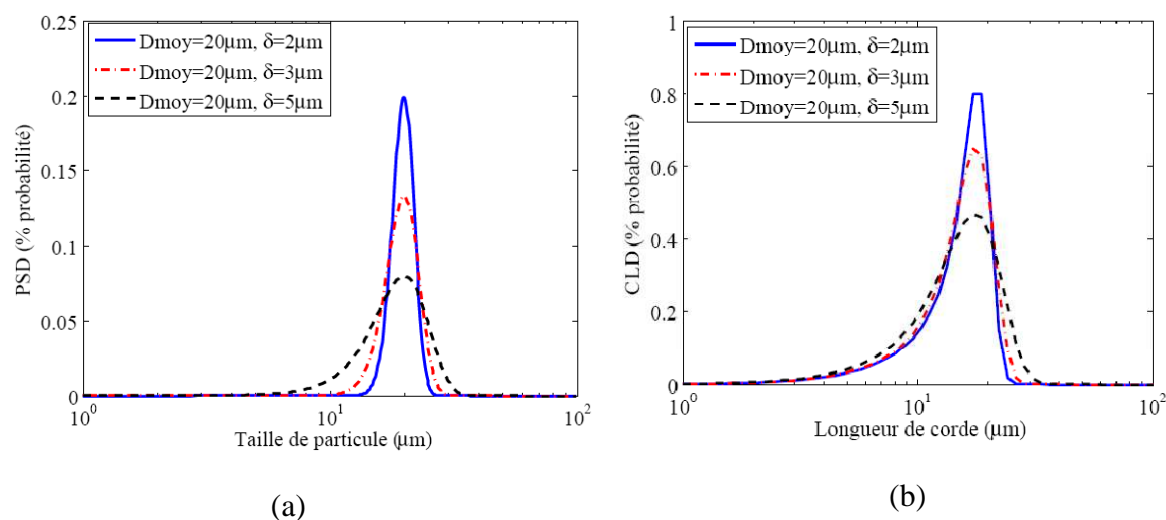 0.25
0.2
0.15
0.1
0.05
0
PSD (% probabilité)
Dmoy=20µm, δ=2µm
Dmoy=20µm, δ=3µm
Dmoy=20µm, δ=5µm
10^0
10^1
10^2
Taille de particule (µm)
(a)
1
0.8
0.6
0.4
0.2
0
CLD (% probabilité)
Dmoy=20µm, δ=2µm
Dmoy=20µm, δ=3µm
Dmoy=20µm, δ=5µm
10^0
10^1
10^2
Longueur de corde (µm)
(b)